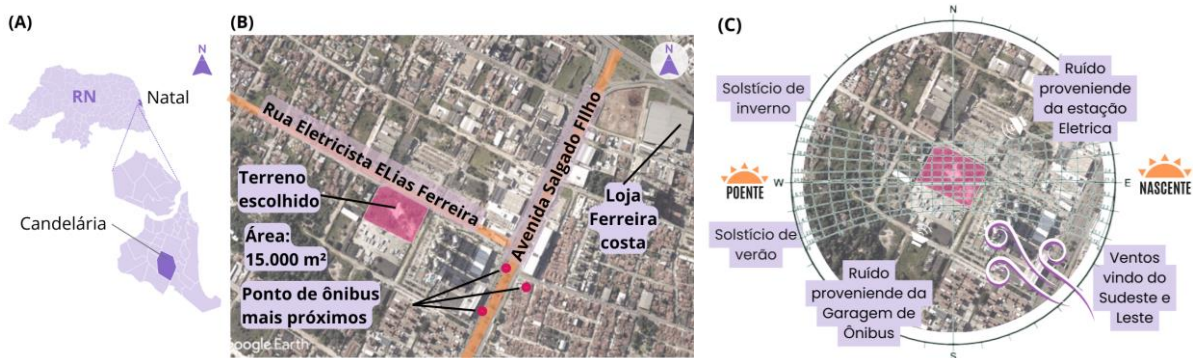 (A)
N
RN
Natal
Candelária
(B)
N
Rua Eletricista ELias Ferreira
Avenida Salgado FIlho
Terreno
escolhido
Área:
15.000 m²
Ponto de ônibus
mais próximos
Loja
Ferreira
costa
Google Earth
(C)
N
Solstício de
inverno
Ruído
proveniende
da estação
Eletrica
POENTE
W
E
NASCENTE
Solstício de
verão
Ruído
proveniende da
Garagem de
Ônibus
Ventos
vindo do
Sudeste e
Leste
S